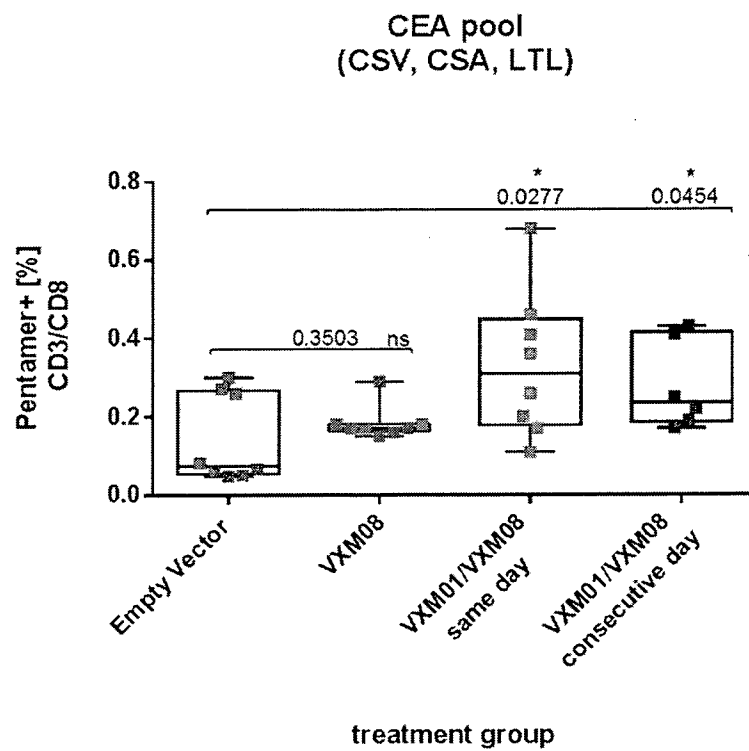 CEA pool
(CSV, CSA, LTL)
* *
0.0277 0.0454
0.3503 ns
0.8
0.6
0.4
0.2
0.0
Pentamer+ [%]
CD3/CD8
Empty Vector
VXM08
VXM01/VXM08
same day
VXM01/VXM08
consecutive day
treatment group